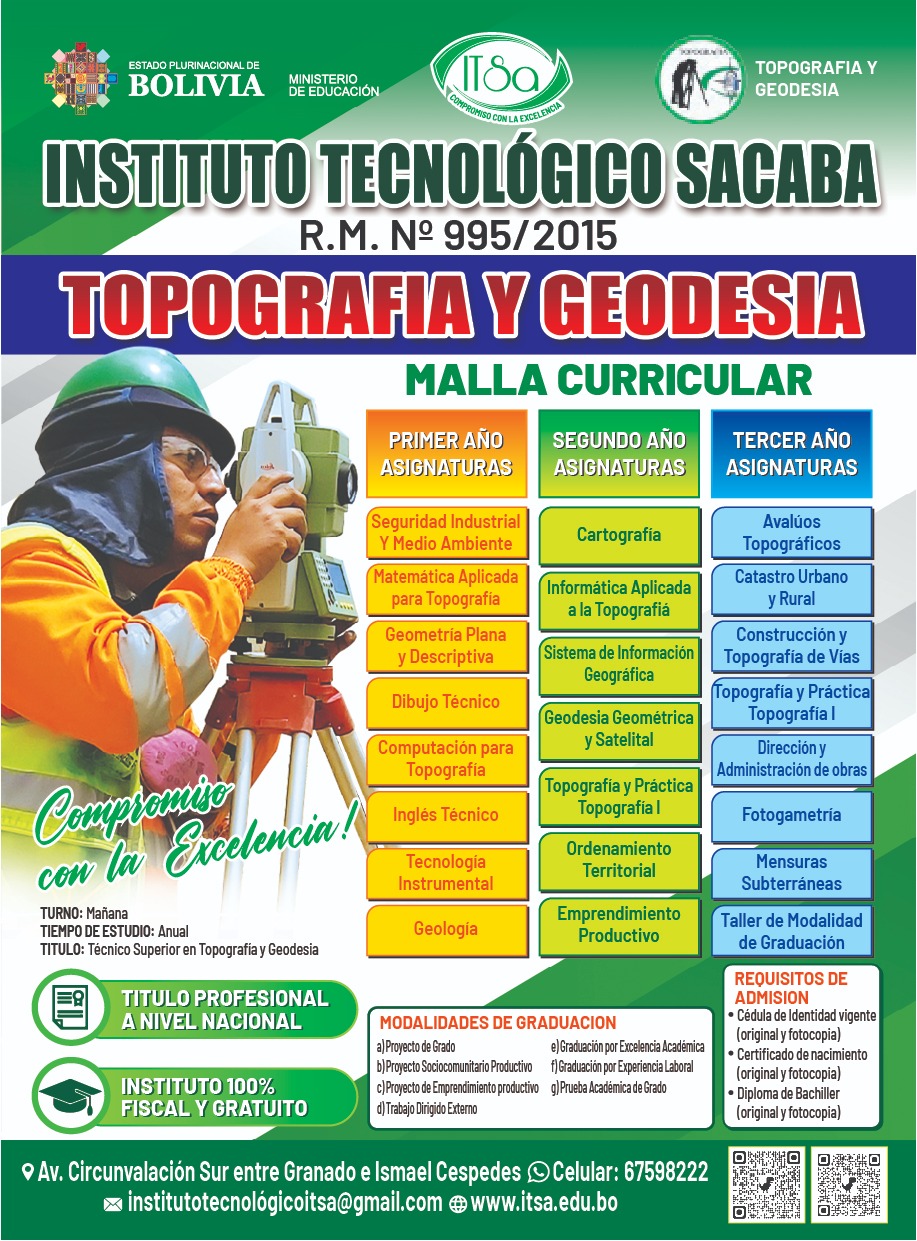 ESTADO PLURINACIONAL DE
BOLIVIA
MINISTERIO
DE EDUCACIÓN
ITSa
COMPROMISO CON LA EXCELENCIA
TOPOGRAFIA
TOPOGRAFIA Y
GEODESIA
INSTITUTO TECNOLÓGICO SACABA
R.M. Nº 995/2015
TOPOGRAFIA Y GEODESIA
MALLA CURRICULAR
PRIMER AÑO
ASIGNATURAS
Seguridad Industrial
Y Medio Ambiente
Matemática Aplicada
para Topografía
Geometría Plana
y Descriptiva
Dibujo Técnico
Computación para
Topografía
Inglés Técnico
Tecnología
Instrumental
Geología
SEGUNDO AÑO
ASIGNATURAS
Cartografía
Informática Aplicada
a la Topografiá
Sistema de Información
Geográfica
Geodesia Geométrica
y Satelital
Topografía y Práctica
Topografía I
Ordenamiento
Territorial
Emprendimiento
Productivo
TERCER AÑO
ASIGNATURAS
Avalúos
Topográficos
Catastro Urbano
y Rural
Construcción y
Topografía de Vías
Topografía y Práctica
Topografía I
Dirección y
Administración de obras
Fotogametría
Mensuras
Subterráneas
Taller de Modalidad
de Graduación
Compromiso
con la Excelencia!
TURNO: Mañana
TIEMPO DE ESTUDIO: Anual
TITULO: Técnico Superior en Topografía y Geodesia
TITULO PROFESIONAL
A NIVEL NACIONAL
INSTITUTO 100%
FISCAL Y GRATUITO
MODALIDADES DE GRADUACION
a) Proyecto de Grado
b) Proyecto Sociocomunitario Productivo
c) Proyecto de Emprendimiento productivo
d) Trabajo Dirigido Externo
e) Graduación por Excelencia Académica
f) Graduación por Experiencia Laboral
g) Prueba Académica de Grado
REQUISITOS DE
ADMISION
• Cédula de Identidad vigente
(original y fotocopia)
• Certificado de nacimiento
(original y fotocopia)
• Diploma de Bachiller
(original y fotocopia)
Av. Circunvalación Sur entre Granado e Ismael Cespedes Celular: 67598222
institutotecnológicoitsa@gmail.com www.itsa.edu.bo